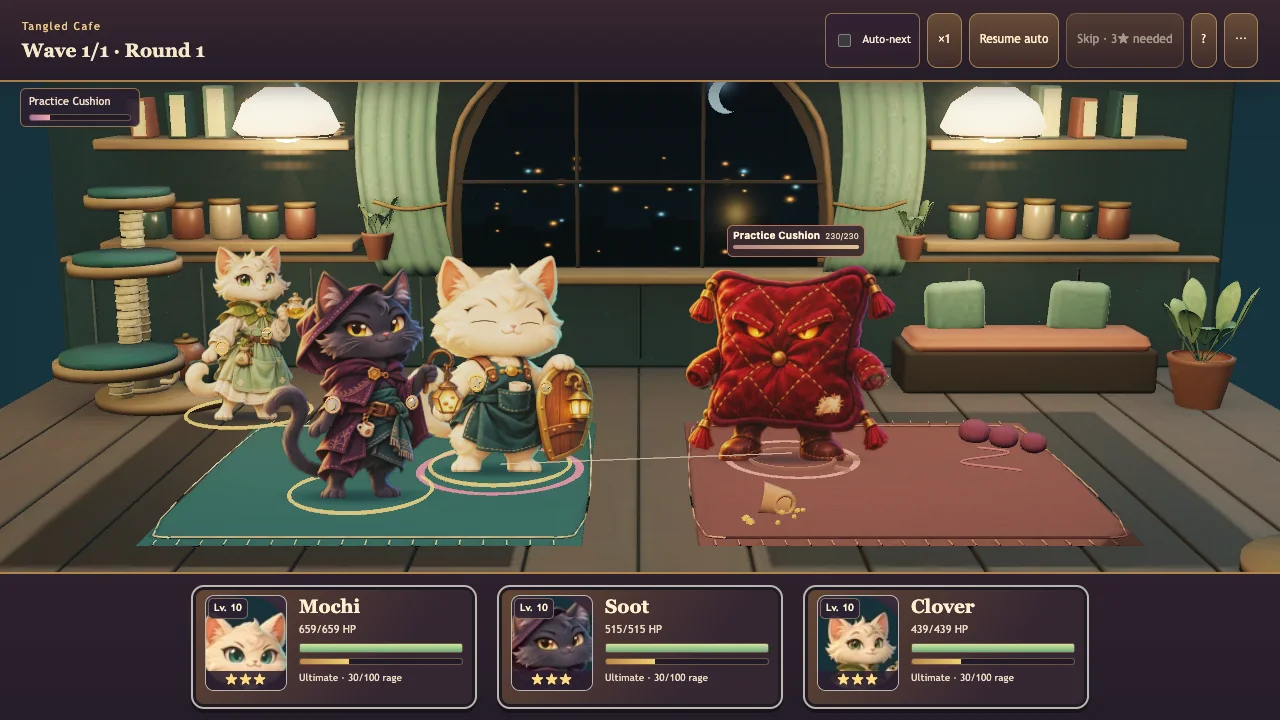 Tangled Cafe
Wave 1/1 · Round 1
Auto-next
×1
Resume auto
Skip · 3★ needed
?
...
Practice Cushion
Practice Cushion 230/230
Lv. 10
Mochi
659/659 HP
Ultimate · 30/100 rage
Lv. 10
Soot
515/515 HP
Ultimate · 30/100 rage
Lv. 10
Clover
439/439 HP
Ultimate · 30/100 rage